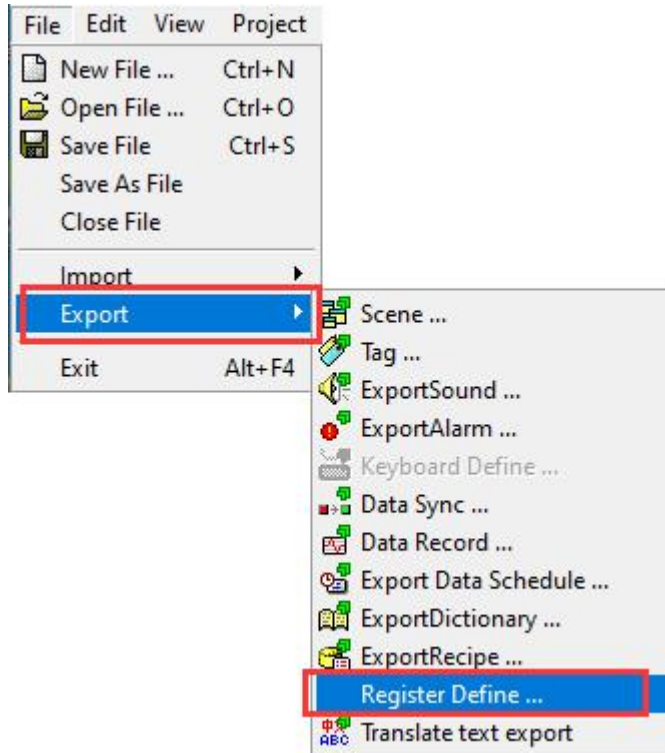 File Edit View Project
New File ... Ctrl+N
Open File ... Ctrl+O
Save File Ctrl+S
Save As File
Close File
Import
Export
Exit Alt+F4
Scene ...
Tag ...
ExportSound ...
ExportAlarm ...
Keyboard Define ...
Data Sync ...
Data Record ...
Export Data Schedule ...
ExportDictionary ...
ExportRecipe ...
Register Define ...
Translate text export